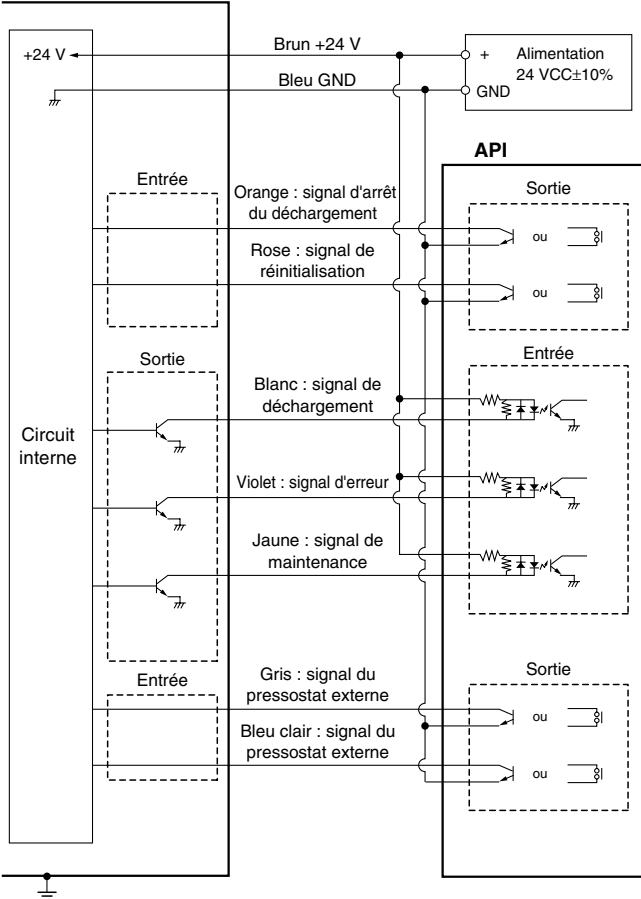 +24 V
Brun +24 V
+
Alimentation
24 VCC±10%
Bleu GND
GND
API
Entrée
Sortie
Orange : signal d'arrêt
du déchargement
ou
Rose : signal de
réinitialisation
ou
Sortie
Entrée
Blanc : signal de
déchargement
Circuit
interne
Violet : signal d'erreur
Jaune : signal de
maintenance
Entrée
Sortie
Gris : signal du
pressostat externe
ou
Bleu clair : signal du
pressostat externe
ou